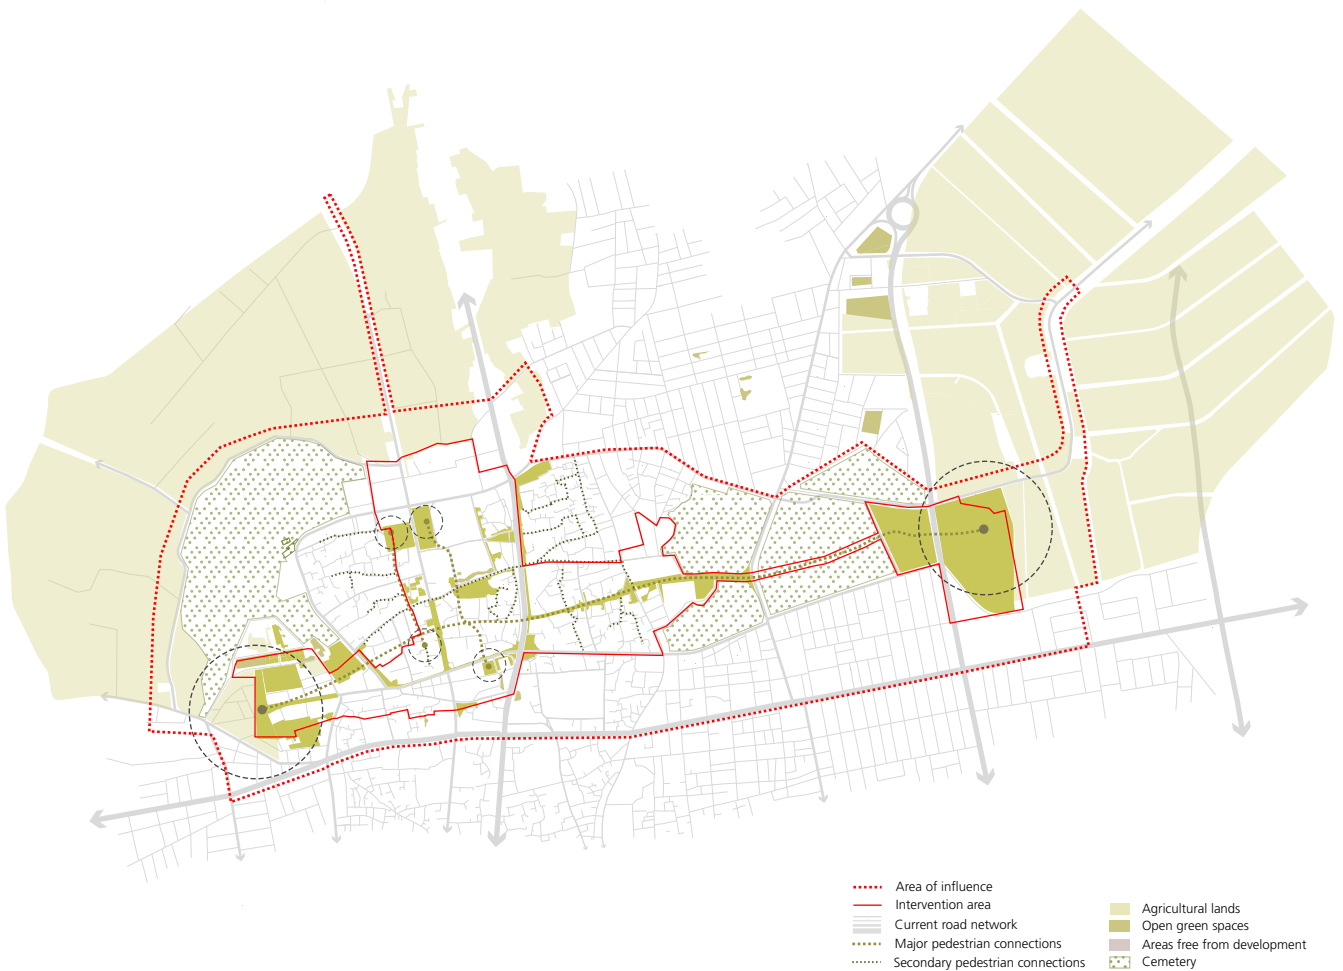 Area of influence
Intervention area
Current road network
Major pedestrian connections
Secondary pedestrian connections
Agricultural lands
Open green spaces
Areas free from development
Cemetery